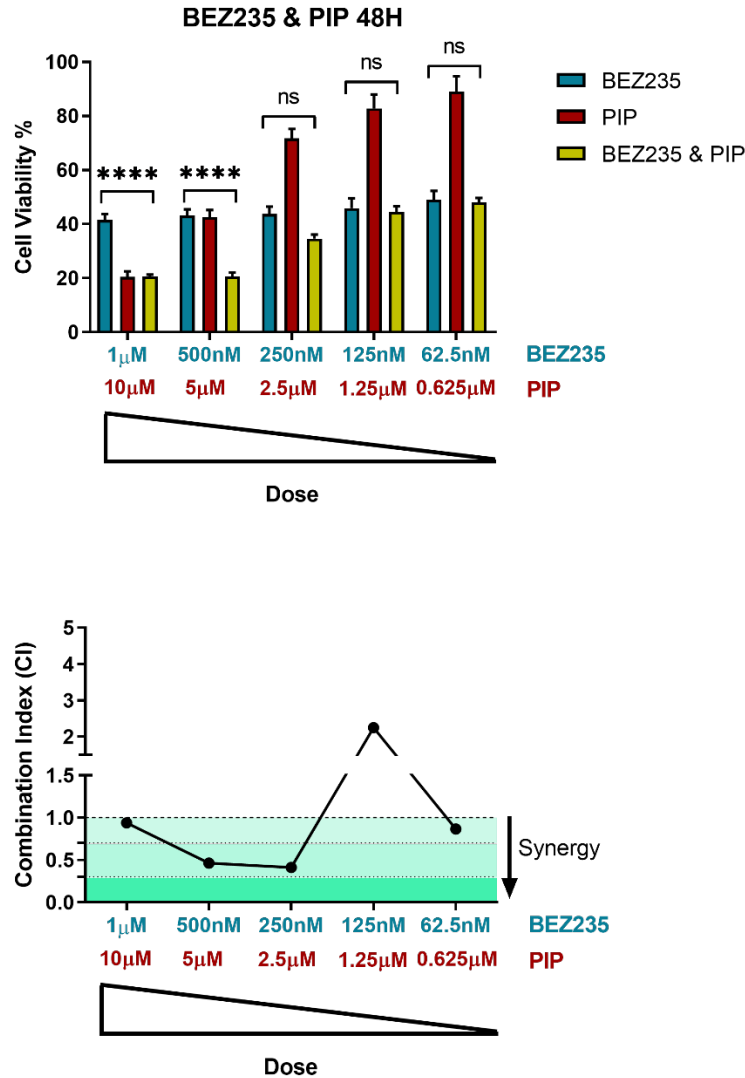 BEZ235 & PIP 48H
Cell Viability %
100
80
60
40
20
0
**** **** ns ns ns
BEZ235
PIP
BEZ235 & PIP
1μM 500nM 250nM 125nM 62.5nM BEZ235
10μM 5μM 2.5μM 1.25μM 0.625μM PIP
Dose
Combination Index (CI)
5
4
3
2
1.5
1.0
0.5
0.0
Synergy
1μM 500nM 250nM 125nM 62.5nM BEZ235
10μM 5μM 2.5μM 1.25μM 0.625μM PIP
Dose